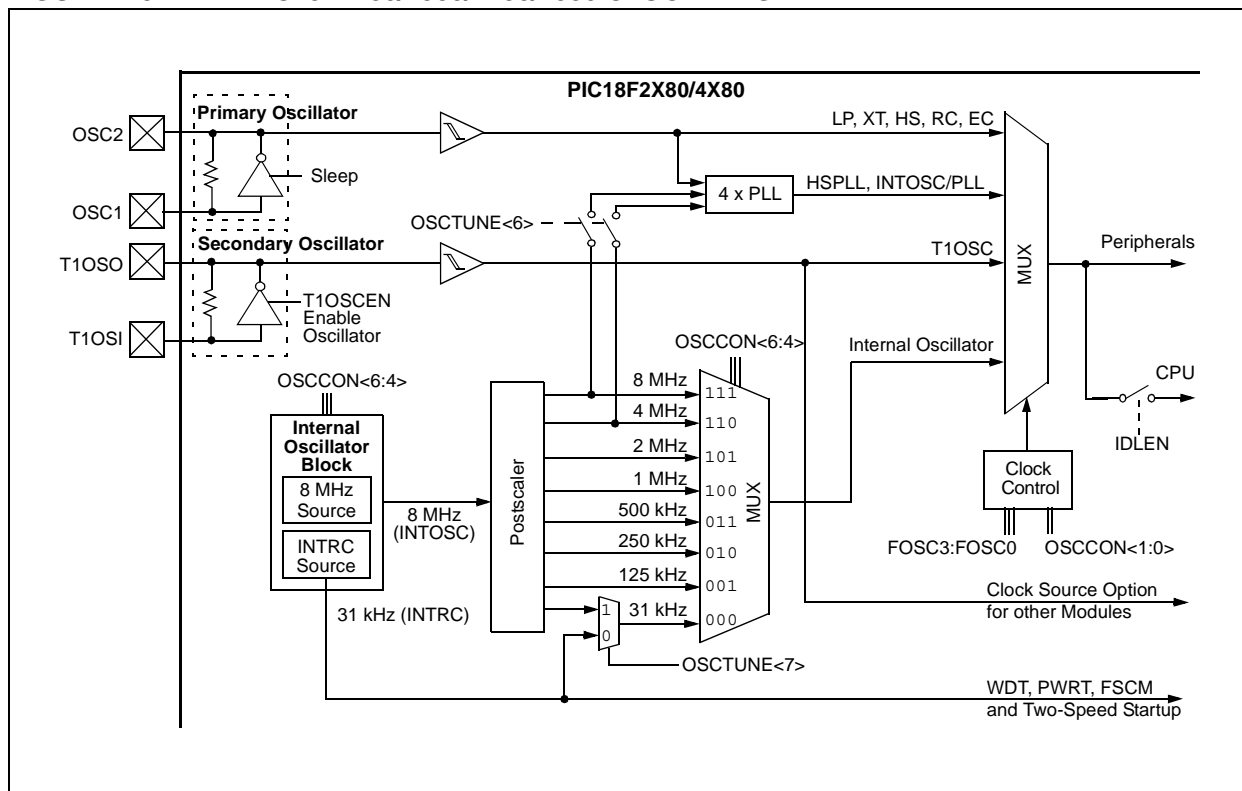 PIC18F2X80/4X80
Primary Oscillator
OSC2
Sleep
OSC1
LP, XT, HS, RC, EC
4 x PLL
HSPLL, INTOSC/PLL
OSCTUNE<6>
Secondary Oscillator
T1OSO
T1OSCEN
Enable
Oscillator
T1OSI
T1OSC
MUX
Peripherals
Internal Oscillator
CPU
IDLEN
Clock
Control
FOSC3:FOSC0
OSCCON<1:0>
OSCCON<6:4>
OSCCON<6:4>
Internal
Oscillator
Block
8 MHz
Source
INTRC
Source
8 MHz
(INTOSC)
31 kHz (INTRC)
Postscaler
8 MHz
111
4 MHz
110
2 MHz
101
1 MHz
100
500 kHz
011
250 kHz
010
125 kHz
001
31 kHz
000
1
0
MUX
OSCTUNE<7>
Clock Source Option
for other Modules
WDT, PWRT, FSCM
and Two-Speed Startup